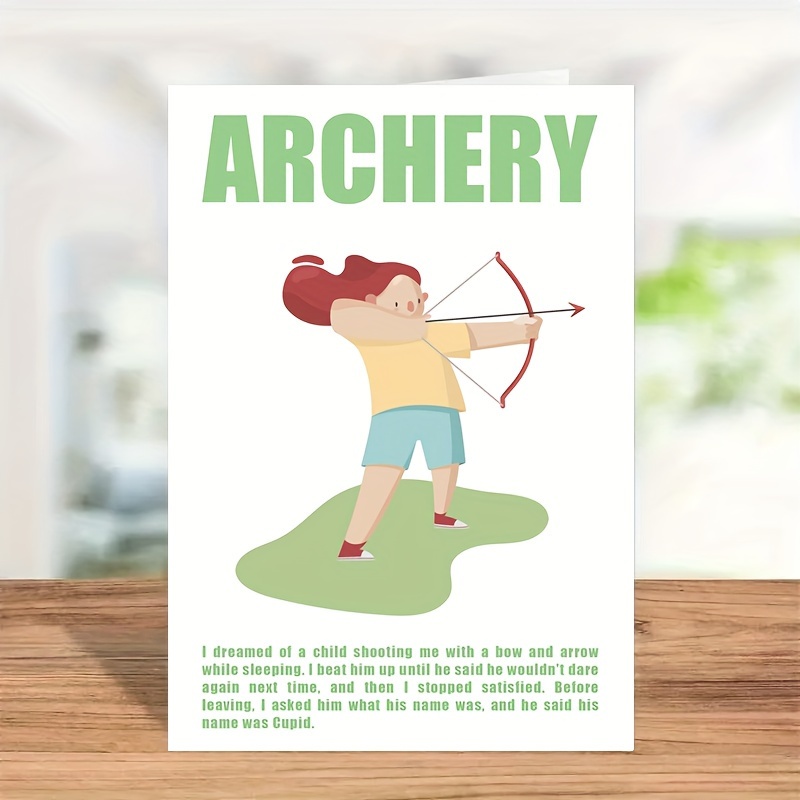 ARCHERY
I dreamed of a child shooting me with a bow and arrow
while sleeping. I beat him up until he said he wouldn't dare
again next time, and then I stopped satisfied. Before
leaving, I asked him what his name was, and he said his
name was Cupid.